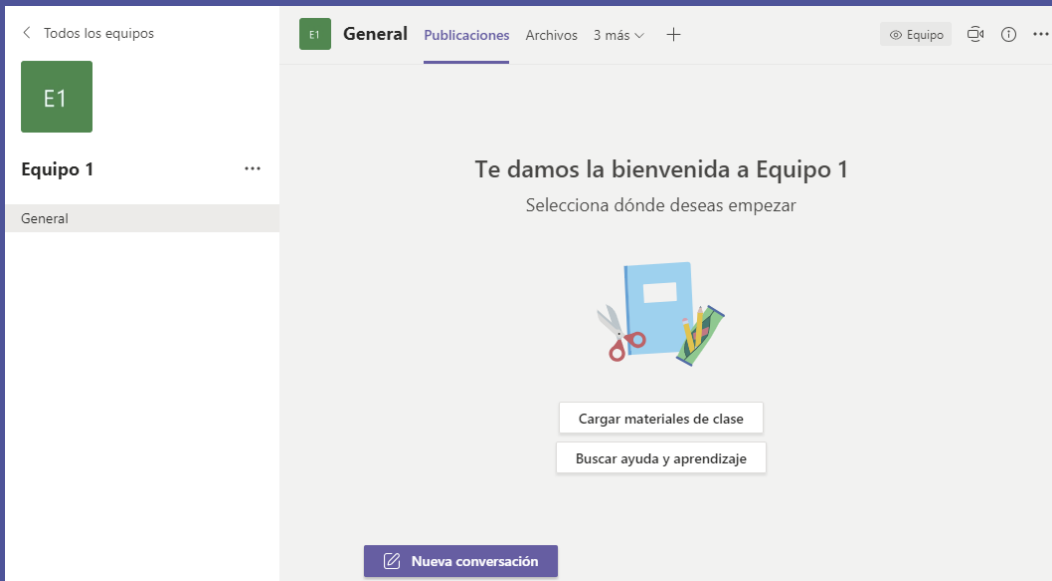 Todos los equipos
E1
Equipo 1
General
E1 General Publicaciones Archivos 3 más Equipo
Te damos la bienvenida a Equipo 1
Selecciona dónde deseas empezar
Cargar materiales de clase
Buscar ayuda y aprendizaje
Nueva conversación